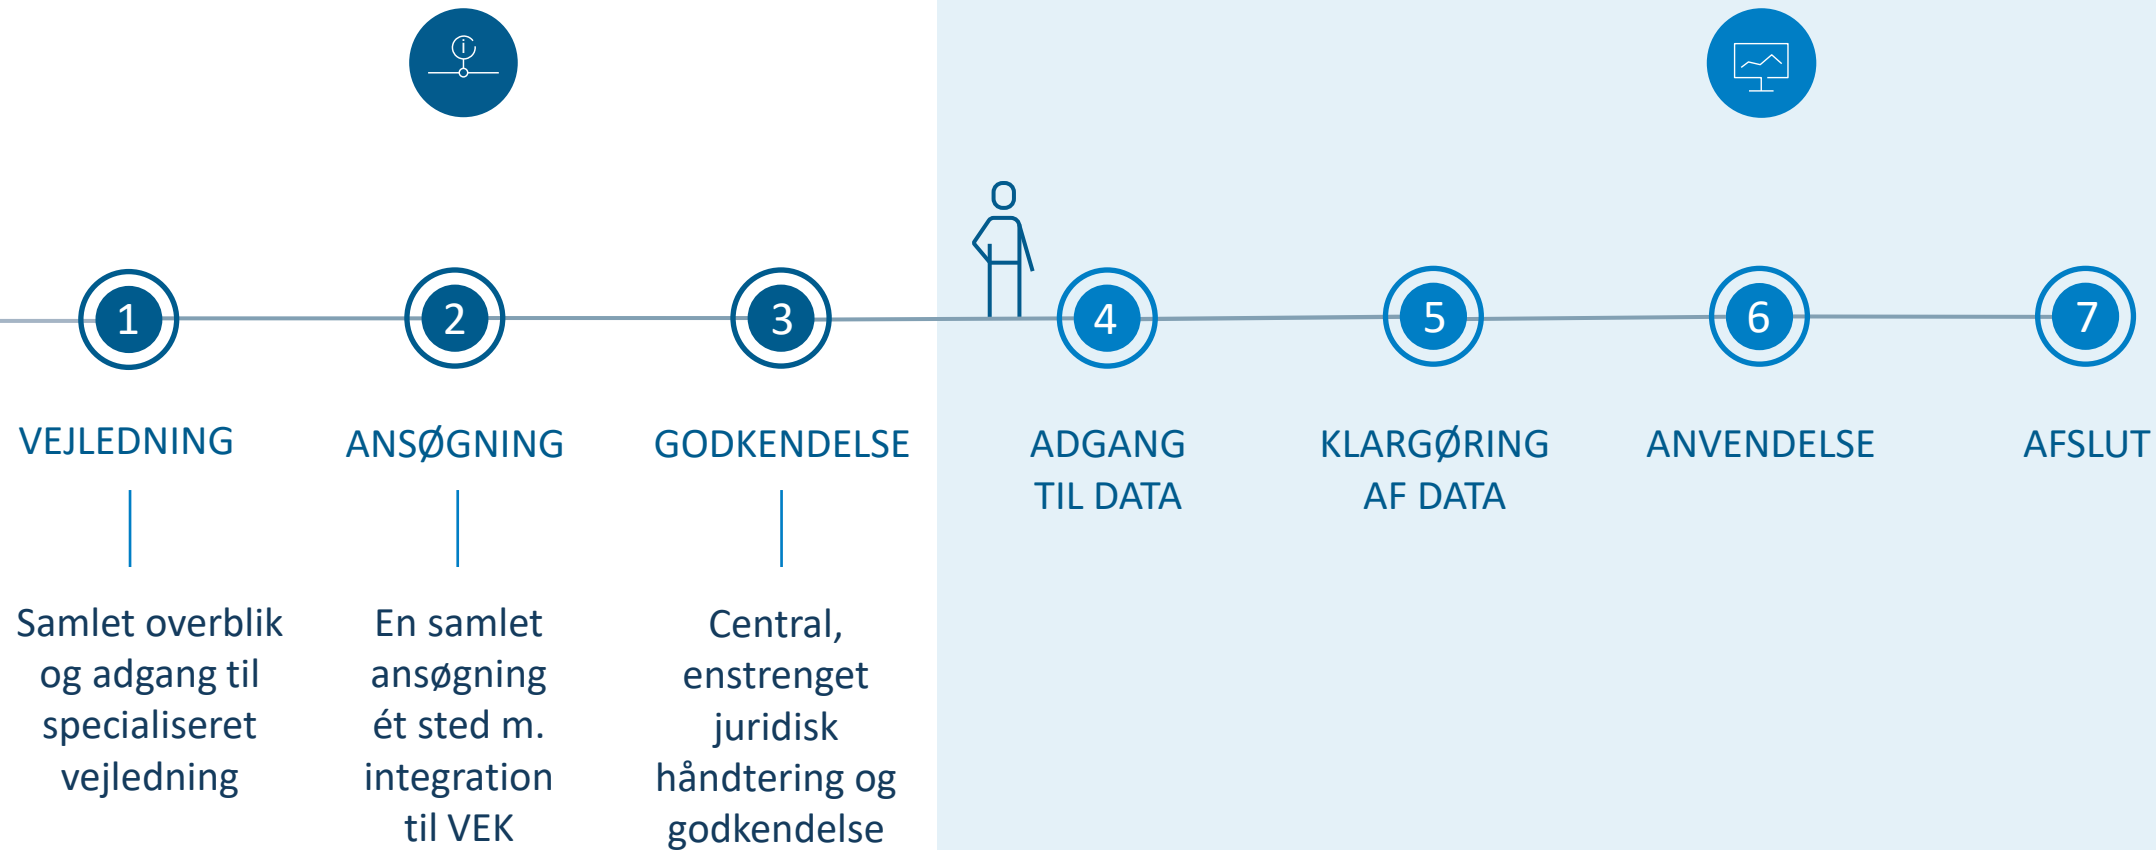 1
2
3
4
5
6
7
VEJLEDNING
ANSØGNING
GODKENDELSE
ADGANG
TIL DATA
KLARGØRING
AF DATA
ANVENDELSE
AFSLUT
Samlet overblik
og adgang til
specialiseret
vejledning
En samlet
ansøgning
ét sted m.
integration
til VEK
Central,
enstrenget
juridisk
håndtering og
godkendelse